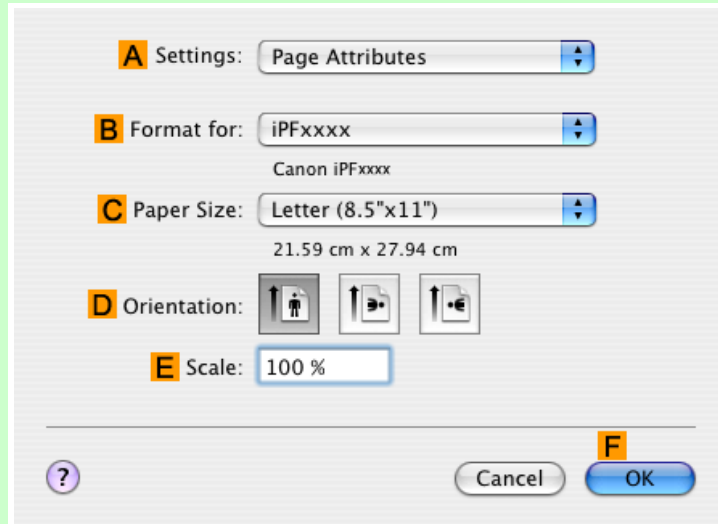 A Settings: Page Attributes
B Format for: iPFxxxx
Canon iPFxxxx
C Paper Size: Letter (8.5"x11")
21.59 cm x 27.94 cm
D Orientation:
E Scale: 100 %
F
? Cancel OK